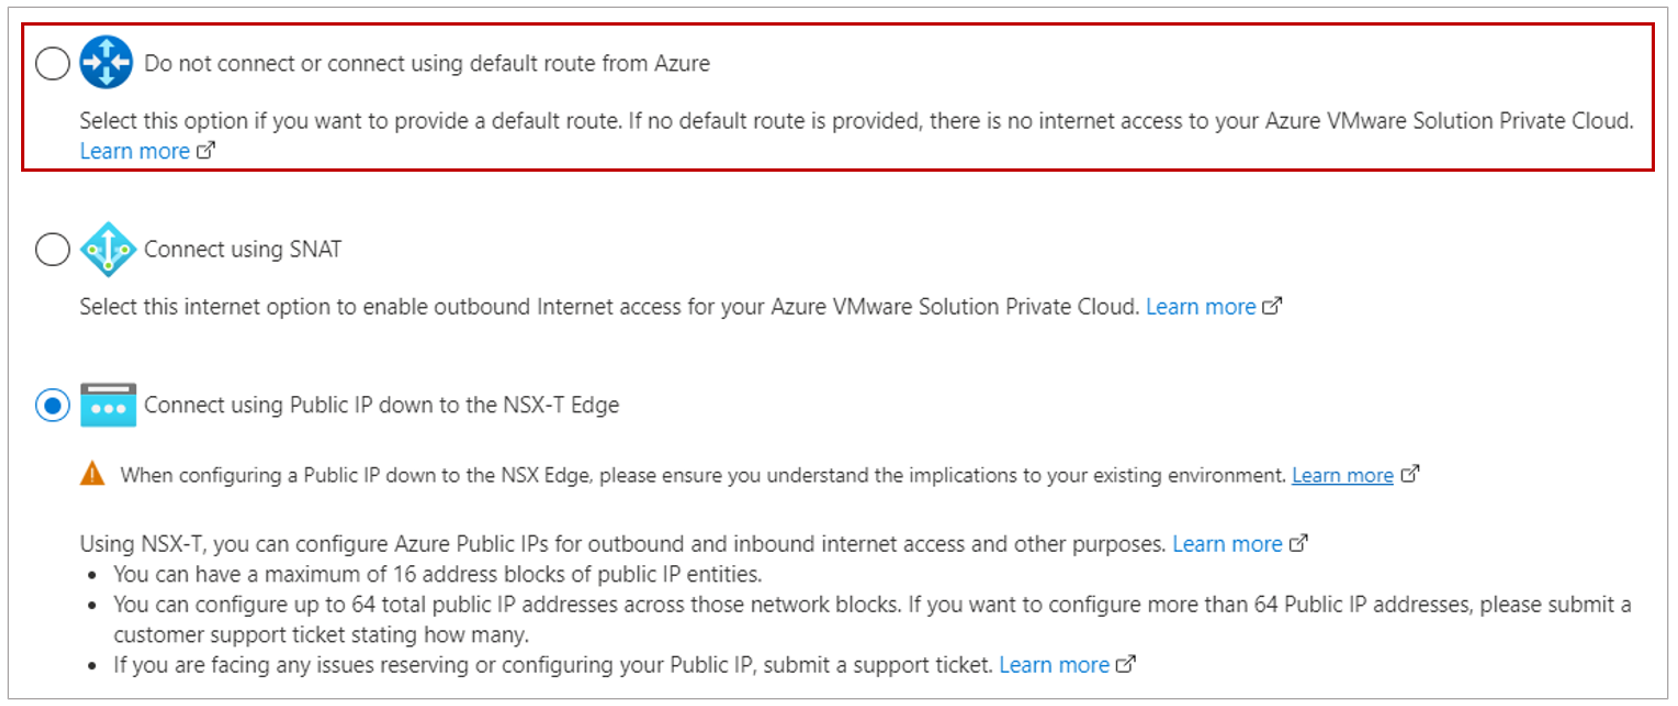 Do not connect or connect using default route from Azure
Select this option if you want to provide a default route. If no default route is provided, there is no internet access to your Azure VMware Solution Private Cloud.
Learn more
Connect using SNAT
Select this internet option to enable outbound Internet access for your Azure VMware Solution Private Cloud. Learn more
Connect using Public IP down to the NSX-T Edge
When configuring a Public IP down to the NSX Edge, please ensure you understand the implications to your existing environment. Learn more
Using NSX-T, you can configure Azure Public IPs for outbound and inbound internet access and other purposes. Learn more
• You can have a maximum of 16 address blocks of public IP entities.
• You can configure up to 64 total public IP addresses across those network blocks. If you want to configure more than 64 Public IP addresses, please submit a
customer support ticket stating how many.
• If you are facing any issues reserving or configuring your Public IP, submit a support ticket. Learn more